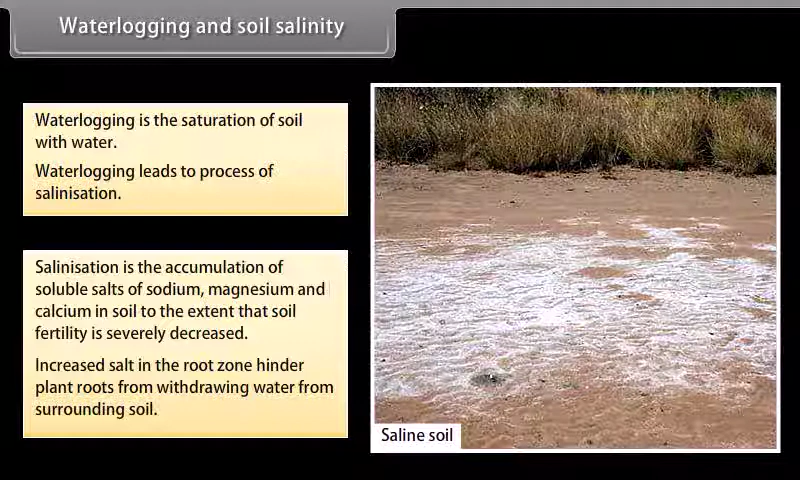 Waterlogging and soil salinity
Waterlogging is the saturation of soil
with water.
Waterlogging leads to process of
salinisation.
Salinisation is the accumulation of
soluble salts of sodium, magnesium and
calcium in soil to the extent that soil
fertility is severely decreased.
Increased salt in the root zone hinder
plant roots from withdrawing water from
surrounding soil.
Saline soil